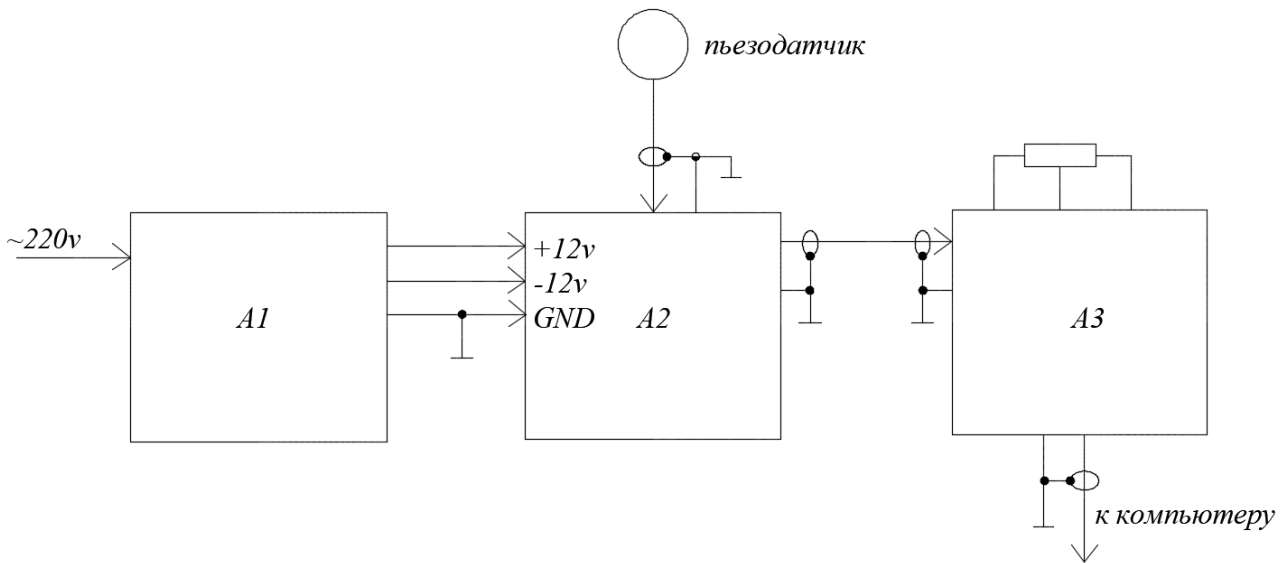 пьезодатчик
~220v
+12v
-12v
GND
A1
A2
A3
к компьютеру